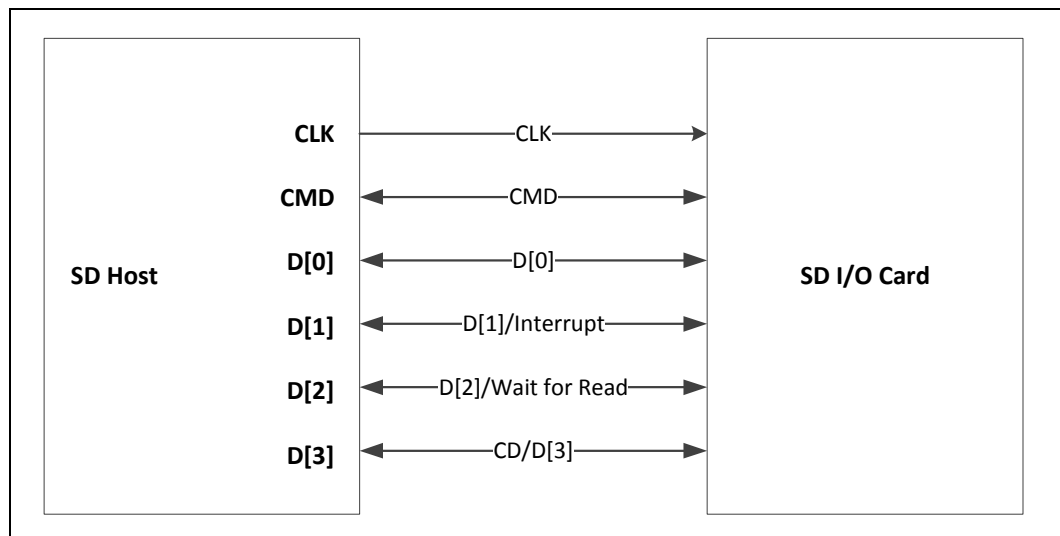 CLK CLK
CMD CMD
D[0] D[0]
SD Host SD I/O Card
D[1] D[1]/Interrupt
D[2] D[2]/Wait for Read
D[3] CD/D[3]